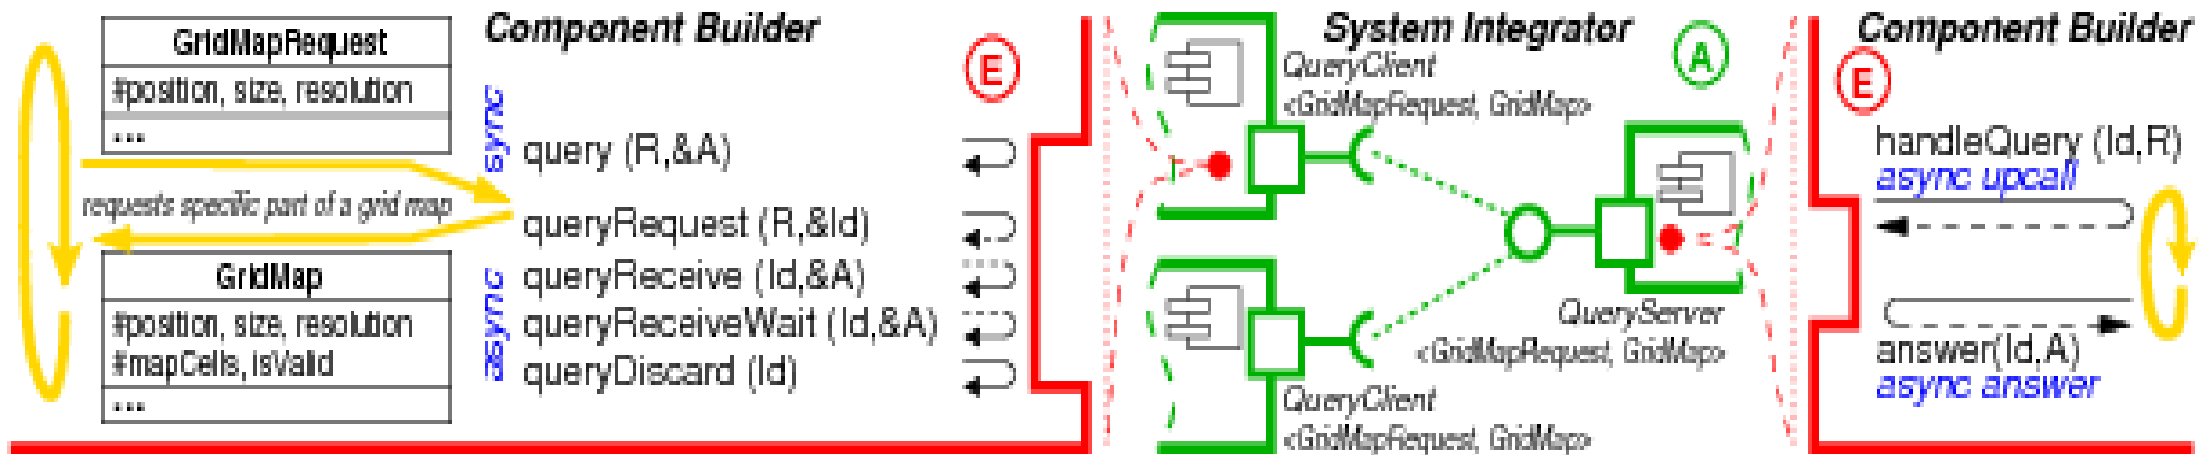 Component Builder
GridMapRequest
#position, size, resolution
...
sync
query (R,&A)
requests specific part of a grid map
queryRequest (R,&Id)
GridMap
#position, size, resolution
#mapCells, isValid
...
async
queryReceive (Id,&A)
queryReceiveWait (Id,&A)
queryDiscard (Id)
E
System Integrator
A
QueryClient
<GridMapRequest, GridMap>
QueryServer
<GridMapRequest, GridMap>
QueryClient
<GridMapRequest, GridMap>
Component Builder
E
handleQuery (Id,R)
async upcall
answer(Id,A)
async answer